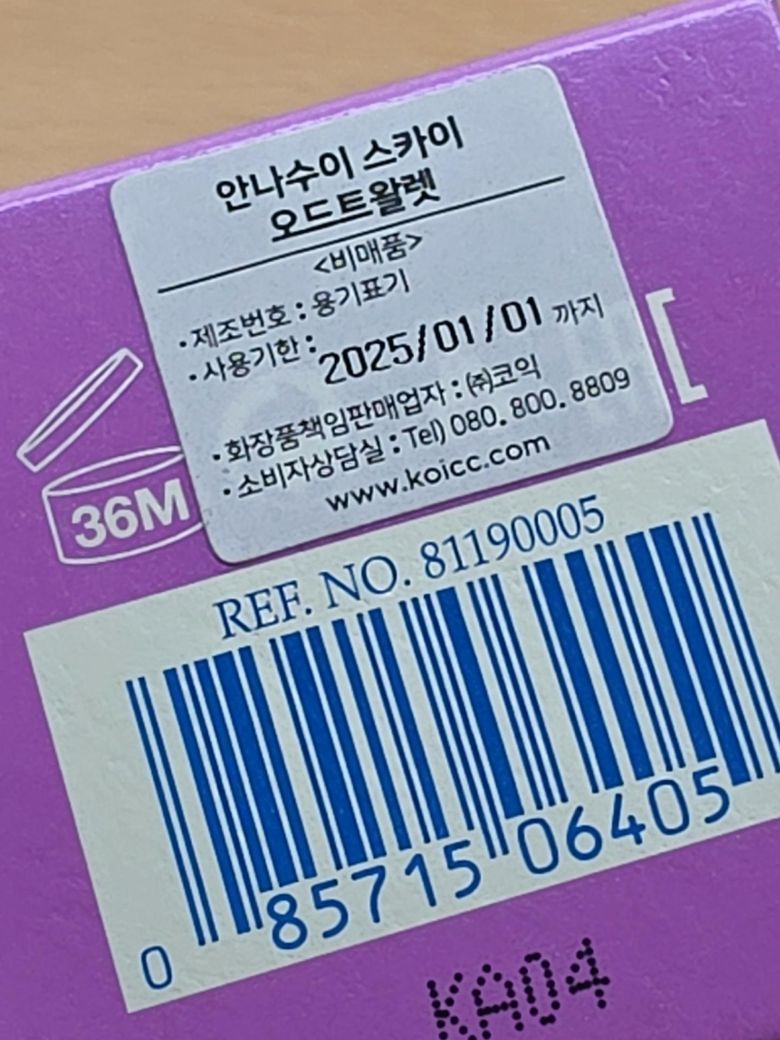 안나수이 스카이
오드트왈렛
<비매품>
•제조번호 : 용기표기
•사용기한 : 2025/01/01 까지
•화장품책임판매업자 : ㈜코익
•소비자상담실 : Tel) 080. 800. 8809
www.koicc.com
36M
REF. NO. 81190005
0 85715 06405
KA04